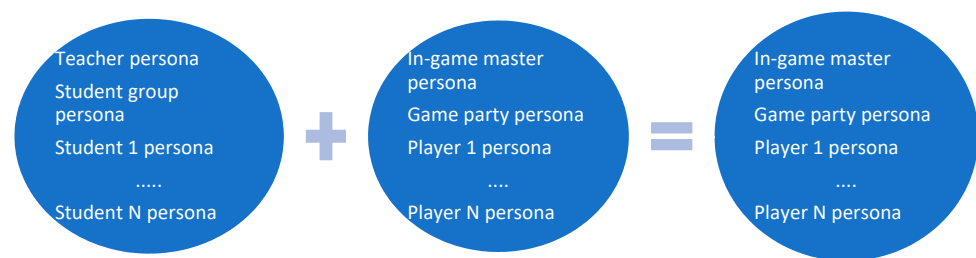 Teacher persona
Student group
persona
Student 1 persona
.....
Student N persona
In-game master
persona
Game party persona
Player 1 persona
....
Player N persona
In-game master
persona
Game party persona
Player 1 persona
....
Player N persona